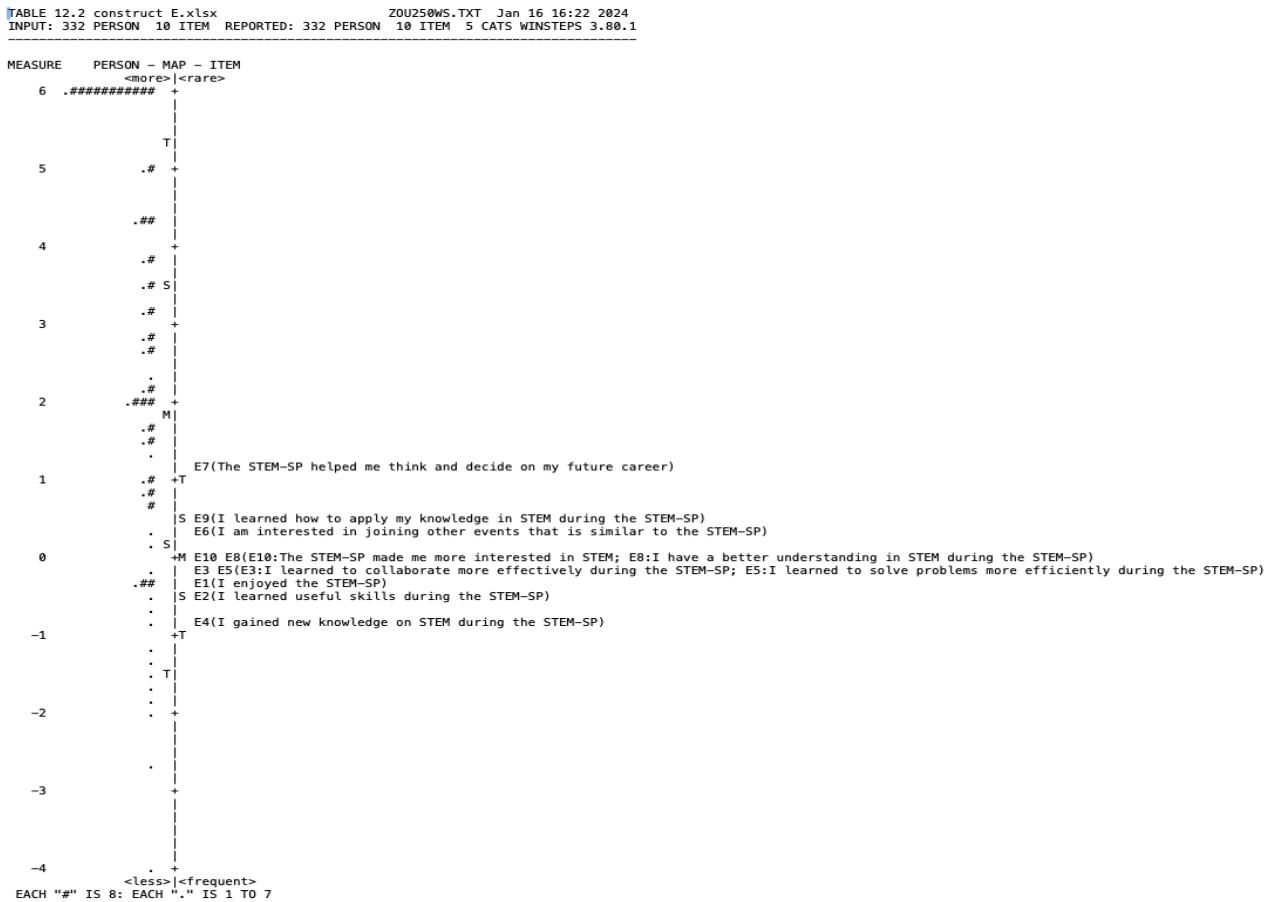 TABLE 12.2 construct E.xlsx ZOU250WS.TXT Jan 16 16:22 2024
INPUT: 332 PERSON 10 ITEM REPORTED: 332 PERSON 10 ITEM 5 CATS WINSTEPS 3.80.1
--------------------------------------------------------------------------------
MEASURE PERSON - MAP - ITEM
<more>|<rare>
6 .########### +
|
|
|
T|
|
5 .# +
|
|
|
.## |
|
4 +
.# |
|
.# S|
|
.# |
3 +
.# |
.# |
|
. |
.# |
2 .### +
M|
.# |
.# |
. |
| E7(The STEM-SP helped me think and decide on my future career)
1 .# +T
.# |
# |
|S E9(I learned how to apply my knowledge in STEM during the STEM-SP)
. | E6(I am interested in joining other events that is similar to the STEM-SP)
. S|
0 +M E10 E8(E10:The STEM-SP made me more interested in STEM; E8:I have a better understanding in STEM during the STEM-SP)
. | E3 E5(E3:I learned to collaborate more effectively during the STEM-SP; E5:I learned to solve problems more efficiently during the STEM-SP)
.## | E1(I enjoyed the STEM-SP)
. |S E2(I learned useful skills during the STEM-SP)
. |
. | E4(I gained new knowledge on STEM during the STEM-SP)
-1 +T
. |
. |
. T|
. |
. |
-2 . +
|
|
|
. |
|
-3 +
|
|
|
|
|
-4 . +
<less>|<frequent>
EACH "#" IS 8: EACH "." IS 1 TO 7